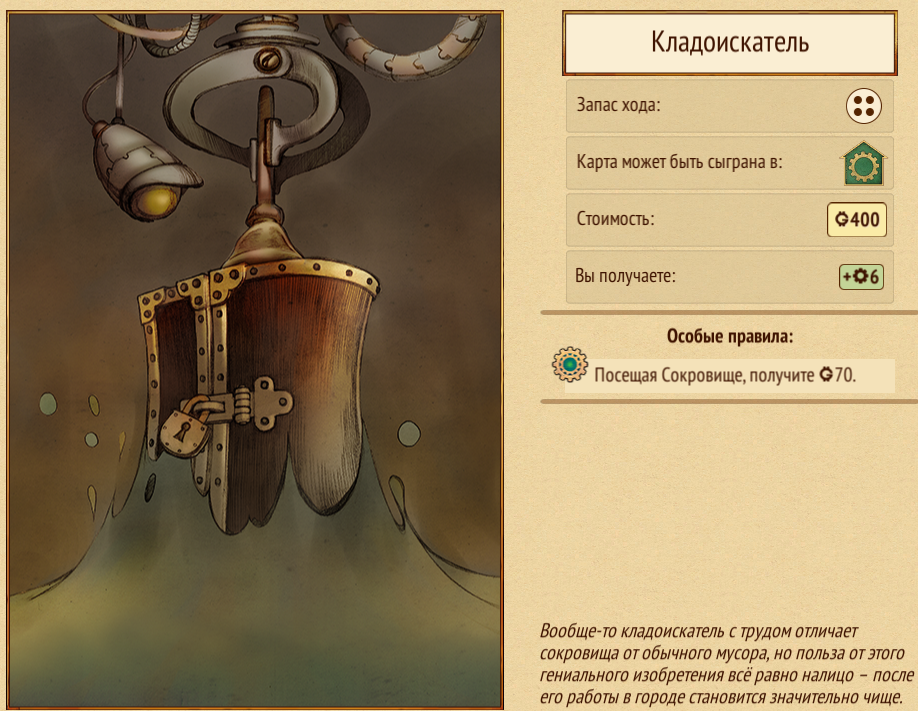 Кладоискатель
Запас хода:
Карта может быть сыграна в:
Стоимость: 400
Вы получаете: +6
Особые правила:
Посещая Сокровище, получите 70.
Вообще-то кладоискатель с трудом отличает
сокровища от обычного мусора, но польза от этого
гениального изобретения всё равно налицо – после
его работы в городе становится значительно чище.